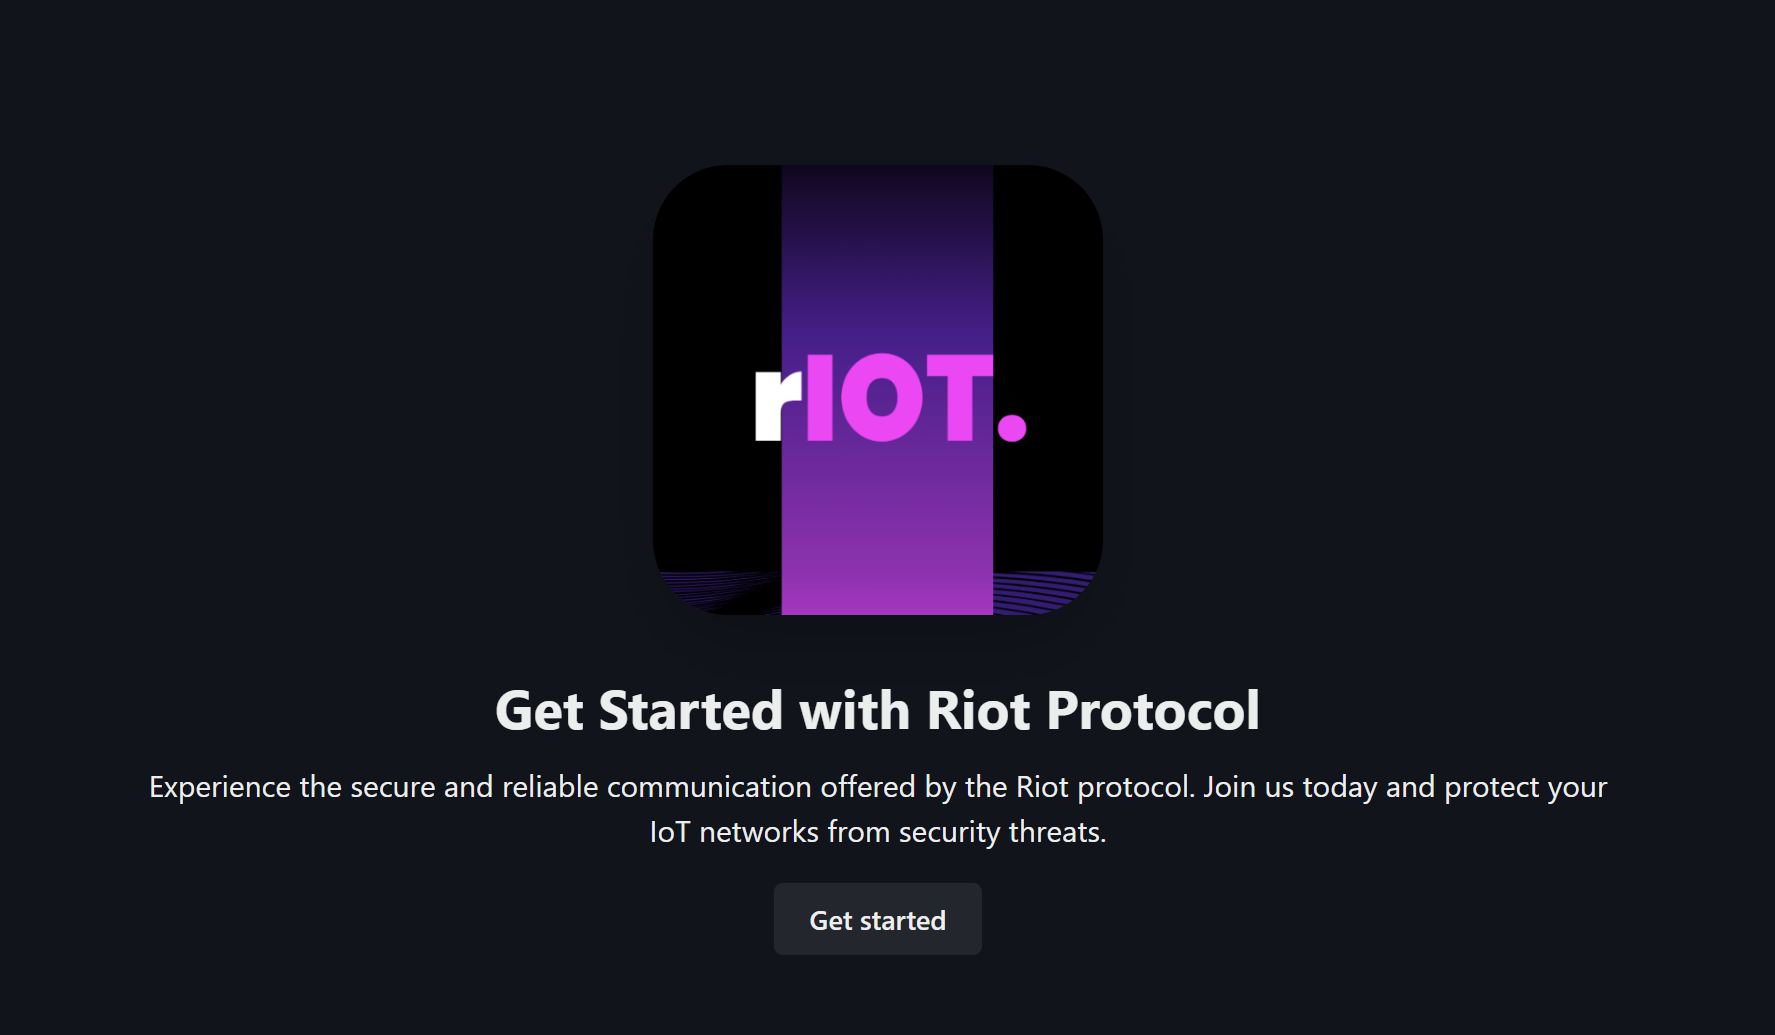 rIOT.
Get Started with Riot Protocol
Experience the secure and reliable communication offered by the Riot protocol. Join us today and protect your
IoT networks from security threats.
Get started